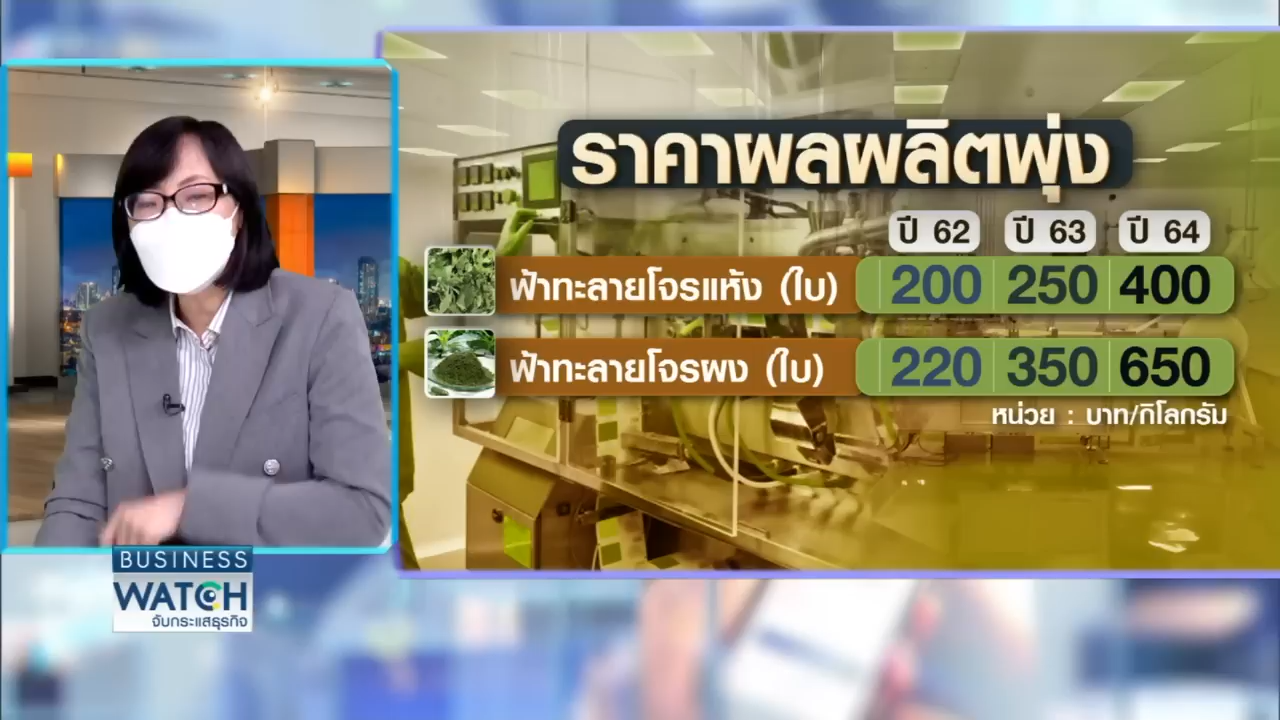 ราคาผลผลิตพุ่ง
ปี 62 ปี 63 ปี 64
ฟ้าทะลายโจรแห้ง (ใบ) 200 250 400
ฟ้าทะลายโจรผง (ใบ) 220 350 650
หน่วย : บาท/กิโลกรัม
BUSINESS
WATCH
จับกระแสธุรกิจ